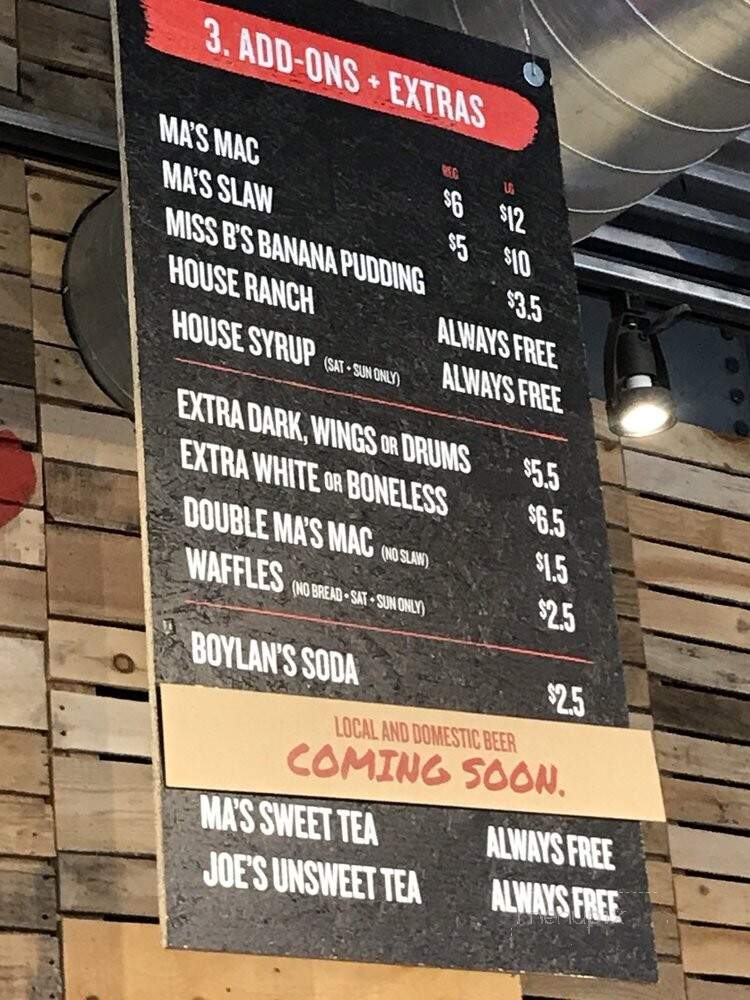 3. ADD-ONS + EXTRAS
REG LG
MA'S MAC $6 $12
MA'S SLAW $5 $10
MISS B'S BANANA PUDDING $3.5
HOUSE RANCH ALWAYS FREE
HOUSE SYRUP (SAT + SUN ONLY) ALWAYS FREE
EXTRA DARK, WINGS OR DRUMS $5.5
EXTRA WHITE OR BONELESS $6.5
DOUBLE MA'S MAC (NO SLAW) $1.5
WAFFLES (NO BREAD • SAT + SUN ONLY) $2.5
BOYLAN'S SODA $2.5
LOCAL AND DOMESTIC BEER
COMING SOON.
MA'S SWEET TEA ALWAYS FREE
JOE'S UNSWEET TEA ALWAYS FREE